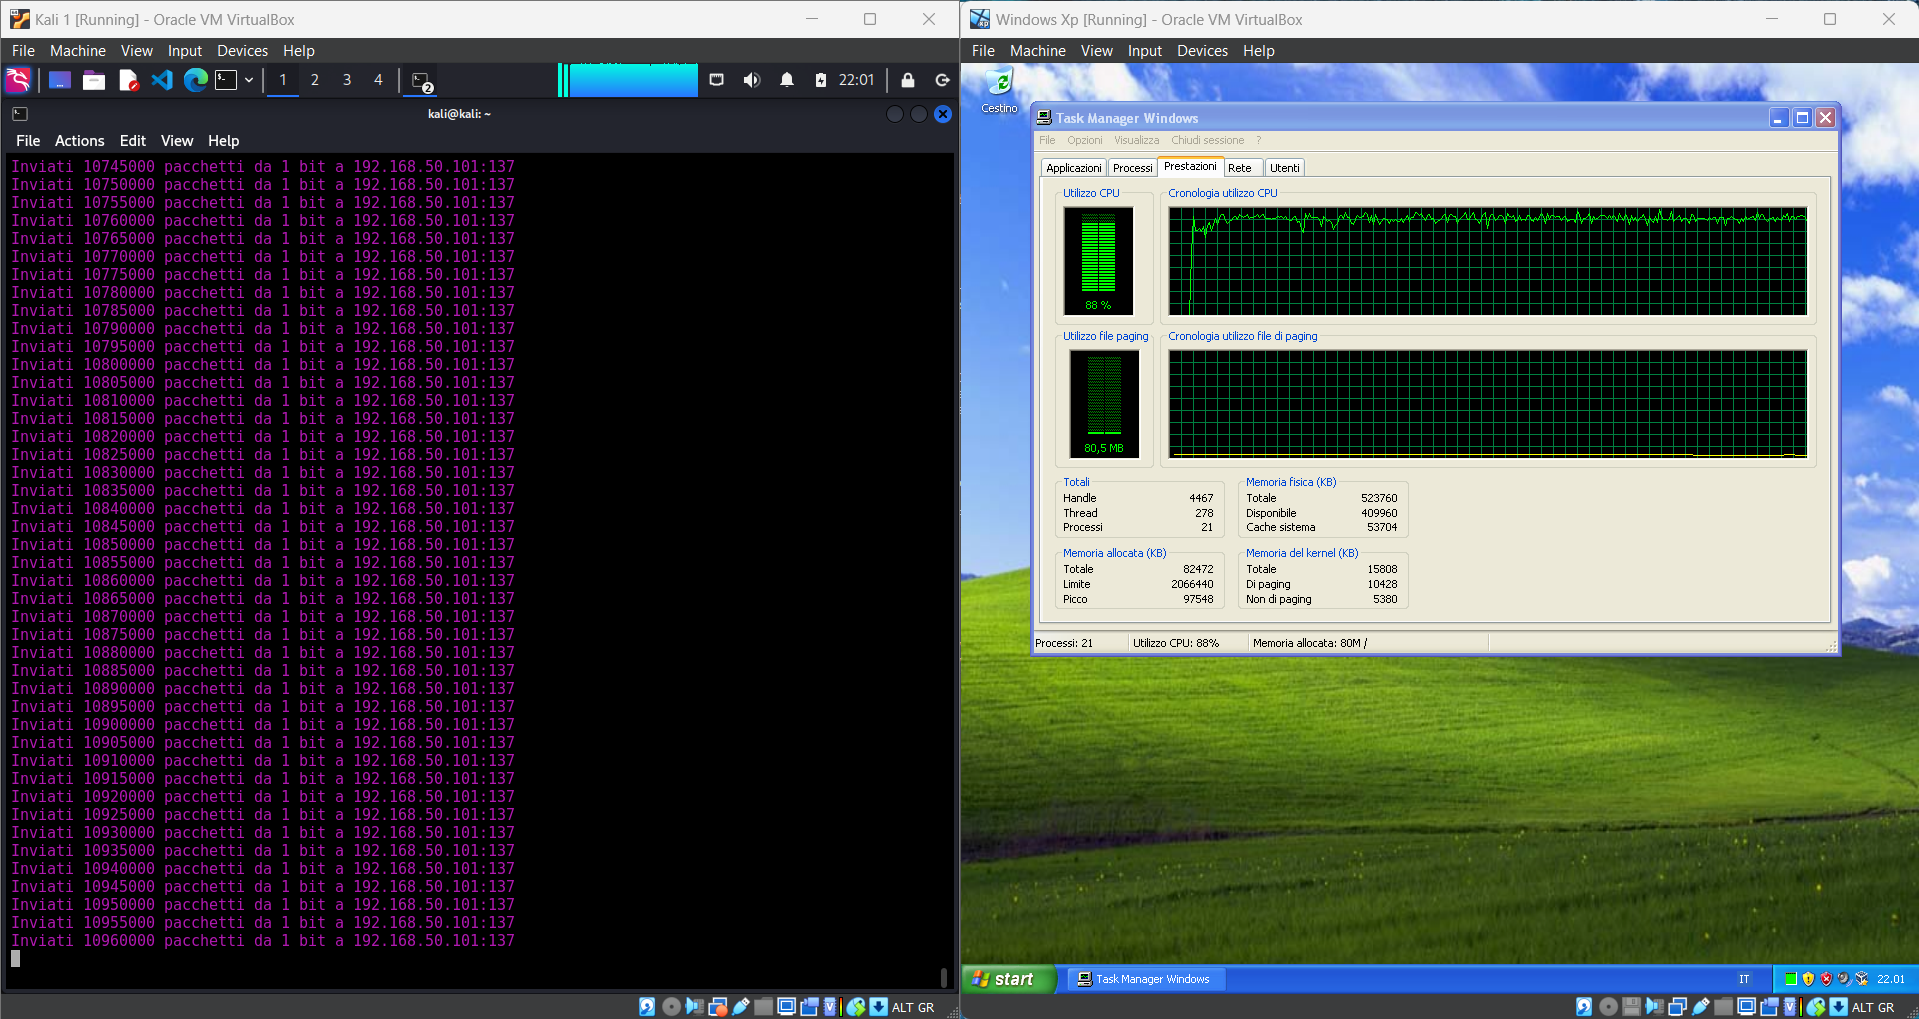 Kali 1 [Running] - Oracle VM VirtualBox
File Machine View Input Devices Help
1 2 3 4 2 22:01
kali@kali: ~
File Actions Edit View Help
Inviati 10745000 pacchetti da 1 bit a 192.168.50.101:137
Inviati 10750000 pacchetti da 1 bit a 192.168.50.101:137
Inviati 10755000 pacchetti da 1 bit a 192.168.50.101:137
Inviati 10760000 pacchetti da 1 bit a 192.168.50.101:137
Inviati 10765000 pacchetti da 1 bit a 192.168.50.101:137
Inviati 10770000 pacchetti da 1 bit a 192.168.50.101:137
Inviati 10775000 pacchetti da 1 bit a 192.168.50.101:137
Inviati 10780000 pacchetti da 1 bit a 192.168.50.101:137
Inviati 10785000 pacchetti da 1 bit a 192.168.50.101:137
Inviati 10790000 pacchetti da 1 bit a 192.168.50.101:137
Inviati 10795000 pacchetti da 1 bit a 192.168.50.101:137
Inviati 10800000 pacchetti da 1 bit a 192.168.50.101:137
Inviati 10805000 pacchetti da 1 bit a 192.168.50.101:137
Inviati 10810000 pacchetti da 1 bit a 192.168.50.101:137
Inviati 10815000 pacchetti da 1 bit a 192.168.50.101:137
Inviati 10820000 pacchetti da 1 bit a 192.168.50.101:137
Inviati 10825000 pacchetti da 1 bit a 192.168.50.101:137
Inviati 10830000 pacchetti da 1 bit a 192.168.50.101:137
Inviati 10835000 pacchetti da 1 bit a 192.168.50.101:137
Inviati 10840000 pacchetti da 1 bit a 192.168.50.101:137
Inviati 10845000 pacchetti da 1 bit a 192.168.50.101:137
Inviati 10850000 pacchetti da 1 bit a 192.168.50.101:137
Inviati 10855000 pacchetti da 1 bit a 192.168.50.101:137
Inviati 10860000 pacchetti da 1 bit a 192.168.50.101:137
Inviati 10865000 pacchetti da 1 bit a 192.168.50.101:137
Inviati 10870000 pacchetti da 1 bit a 192.168.50.101:137
Inviati 10875000 pacchetti da 1 bit a 192.168.50.101:137
Inviati 10880000 pacchetti da 1 bit a 192.168.50.101:137
Inviati 10885000 pacchetti da 1 bit a 192.168.50.101:137
Inviati 10890000 pacchetti da 1 bit a 192.168.50.101:137
Inviati 10895000 pacchetti da 1 bit a 192.168.50.101:137
Inviati 10900000 pacchetti da 1 bit a 192.168.50.101:137
Inviati 10905000 pacchetti da 1 bit a 192.168.50.101:137
Inviati 10910000 pacchetti da 1 bit a 192.168.50.101:137
Inviati 10915000 pacchetti da 1 bit a 192.168.50.101:137
Inviati 10920000 pacchetti da 1 bit a 192.168.50.101:137
Inviati 10925000 pacchetti da 1 bit a 192.168.50.101:137
Inviati 10930000 pacchetti da 1 bit a 192.168.50.101:137
Inviati 10935000 pacchetti da 1 bit a 192.168.50.101:137
Inviati 10940000 pacchetti da 1 bit a 192.168.50.101:137
Inviati 10945000 pacchetti da 1 bit a 192.168.50.101:137
Inviati 10950000 pacchetti da 1 bit a 192.168.50.101:137
Inviati 10955000 pacchetti da 1 bit a 192.168.50.101:137
Inviati 10960000 pacchetti da 1 bit a 192.168.50.101:137
ALT GR
Windows Xp [Running] - Oracle VM VirtualBox
File Machine View Input Devices Help
Cestino
Task Manager Windows
File Opzioni Visualizza Chiudi sessione ?
Applicazioni Processi Prestazioni Rete Utenti
Utilizzo CPU
88 %
Cronologia utilizzo CPU
Utilizzo file paging
80,5 MB
Cronologia utilizzo file di paging
Totali
Handle 4467
Thread 278
Processi 21
Memoria fisica (KB)
Totale 523760
Disponibile 409960
Cache sistema 53704
Memoria allocata (KB)
Totale 82472
Limite 2066440
Picco 97548
Memoria del kernel (KB)
Totale 15808
Di paging 10428
Non di paging 5380
Processi: 21 Utilizzo CPU: 88% Memoria allocata: 80M /
start Task Manager Windows IT 22.01
ALT GR